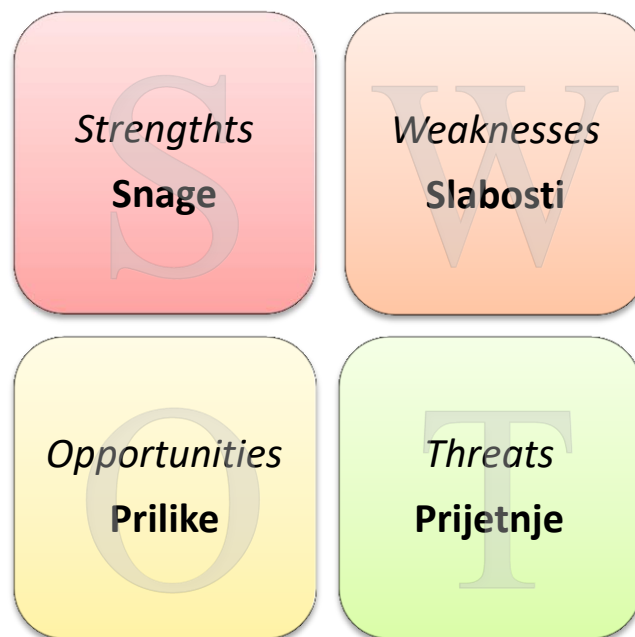 S
Strengthts
Snage
W
Weaknesses
Slabosti
O
Opportunities
Prilike
T
Threats
Prijetnje